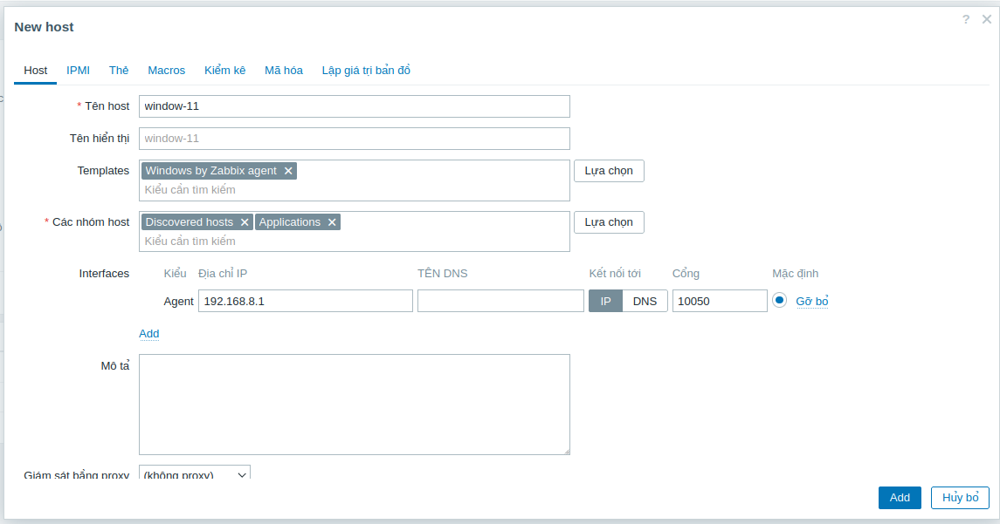 New host ? ×
Host IPMI Thẻ Macros Kiểm kê Mã hóa Lập giá trị bản đồ
* Tên host window-11
Tên hiển thị window-11
Templates Windows by Zabbix agent × Lựa chọn
Kiểu cần tìm kiếm
* Các nhóm host Discovered hosts × Applications × Lựa chọn
Kiểu cần tìm kiếm
Interfaces Kiểu Địa chỉ IP TÊN DNS Kết nối tới Cổng Mặc định
Agent 192.168.8.1 IP DNS 10050 Gỡ bỏ
Add
Mô tả
Giám sát bằng proxy (không proxy)
Add Hủy bỏ